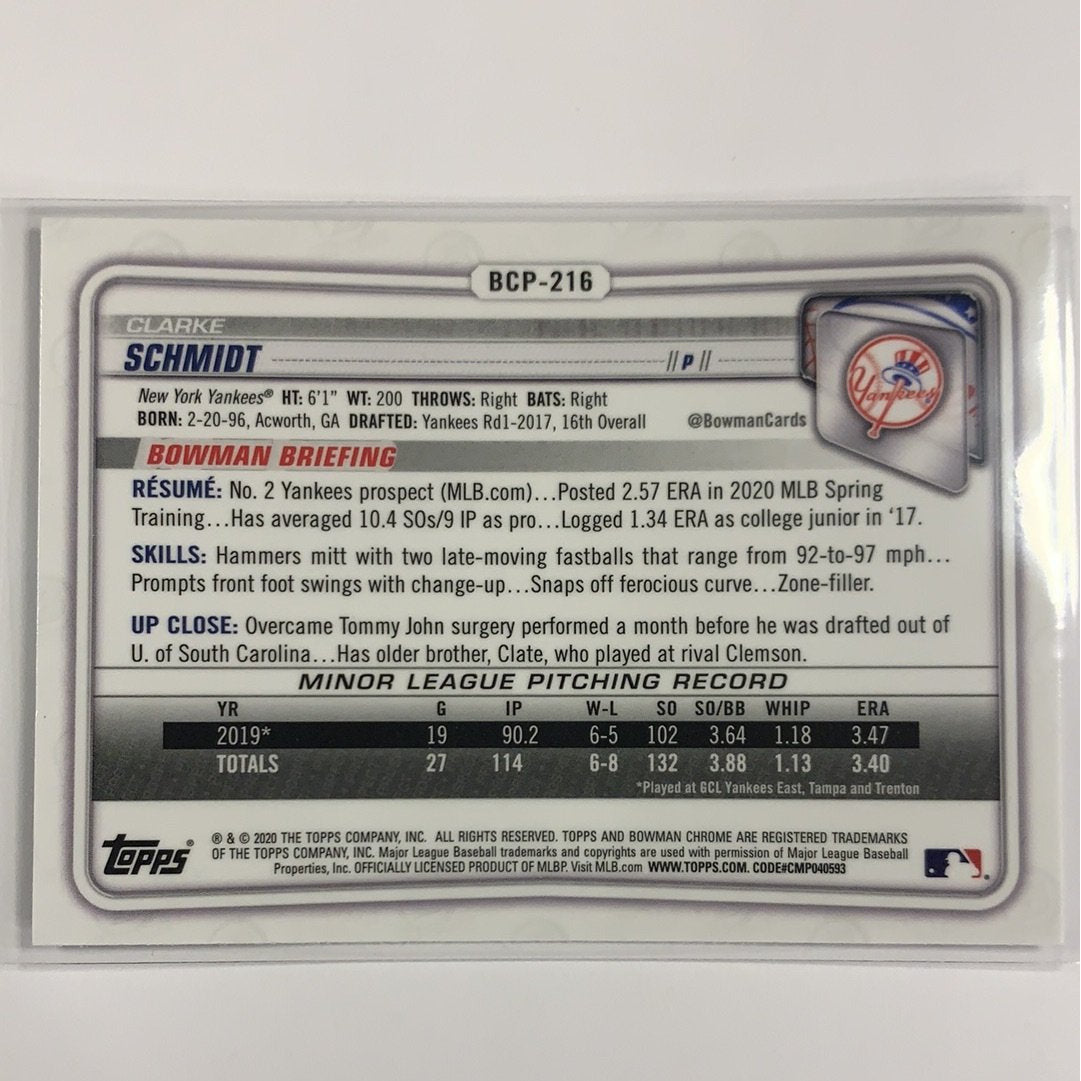 BCP-216
CLARKE
SCHMIDT // P //
New York Yankees® HT: 6'1" WT: 200 THROWS: Right BATS: Right
BORN: 2-20-96, Acworth, GA DRAFTED: Yankees Rd1-2017, 16th Overall @BowmanCards
Yankees
BOWMAN BRIEFING
RÉSUMÉ: No. 2 Yankees prospect (MLB.com)...Posted 2.57 ERA in 2020 MLB Spring
Training...Has averaged 10.4 SOs/9 IP as pro...Logged 1.34 ERA as college junior in ‘17.
SKILLS: Hammers mitt with two late-moving fastballs that range from 92-to-97 mph...
Prompts front foot swings with change-up...Snaps off ferocious curve...Zone-filler.
UP CLOSE: Overcame Tommy John surgery performed a month before he was drafted out of
U. of South Carolina...Has older brother, Clate, who played at rival Clemson.
MINOR LEAGUE PITCHING RECORD
YR G IP W-L SO SO/BB WHIP ERA
2019* 19 90.2 6-5 102 3.64 1.18 3.47
TOTALS 27 114 6-8 132 3.88 1.13 3.40
*Played at GCL Yankees East, Tampa and Trenton
Topps®
® & © 2020 THE TOPPS COMPANY, INC. ALL RIGHTS RESERVED. TOPPS AND BOWMAN CHROME ARE REGISTERED TRADEMARKS
OF THE TOPPS COMPANY, INC. Major League Baseball trademarks and copyrights are used with permission of Major League Baseball
Properties, Inc. OFFICIALLY LICENSED PRODUCT OF MLBP. Visit MLB.com WWW.TOPPS.COM. CODE#CMP040593